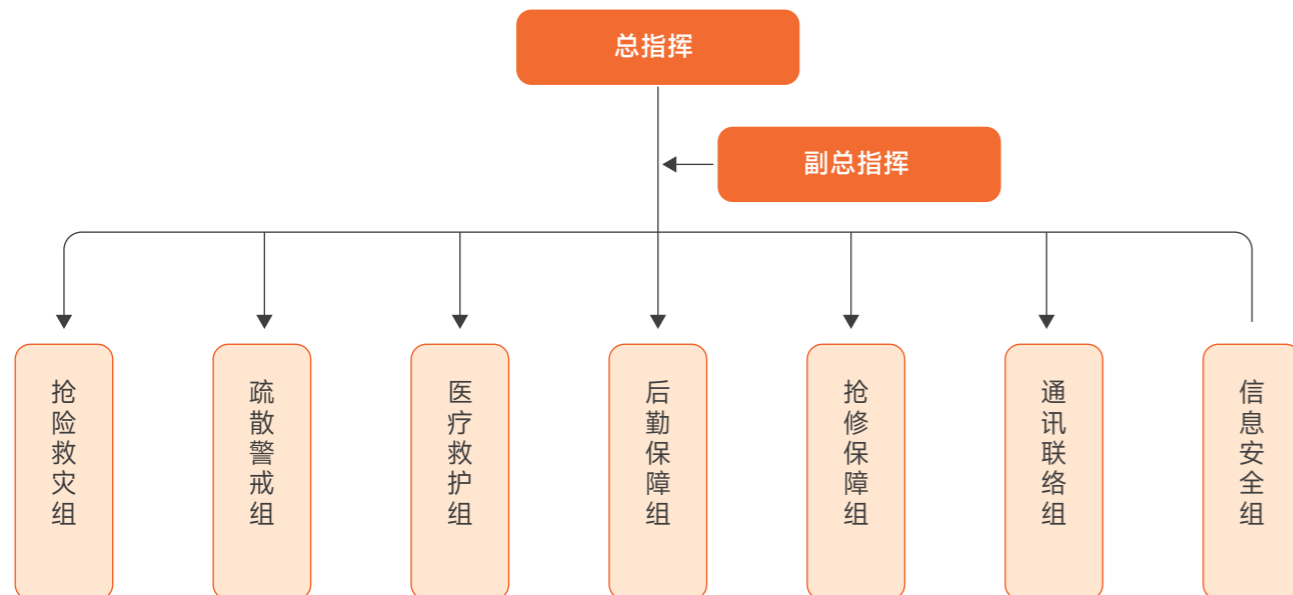 总指挥
副总指挥
抢险救灾组
疏散警戒组
医疗救护组
后勤保障组
抢修保障组
通讯联络组
信息安全组